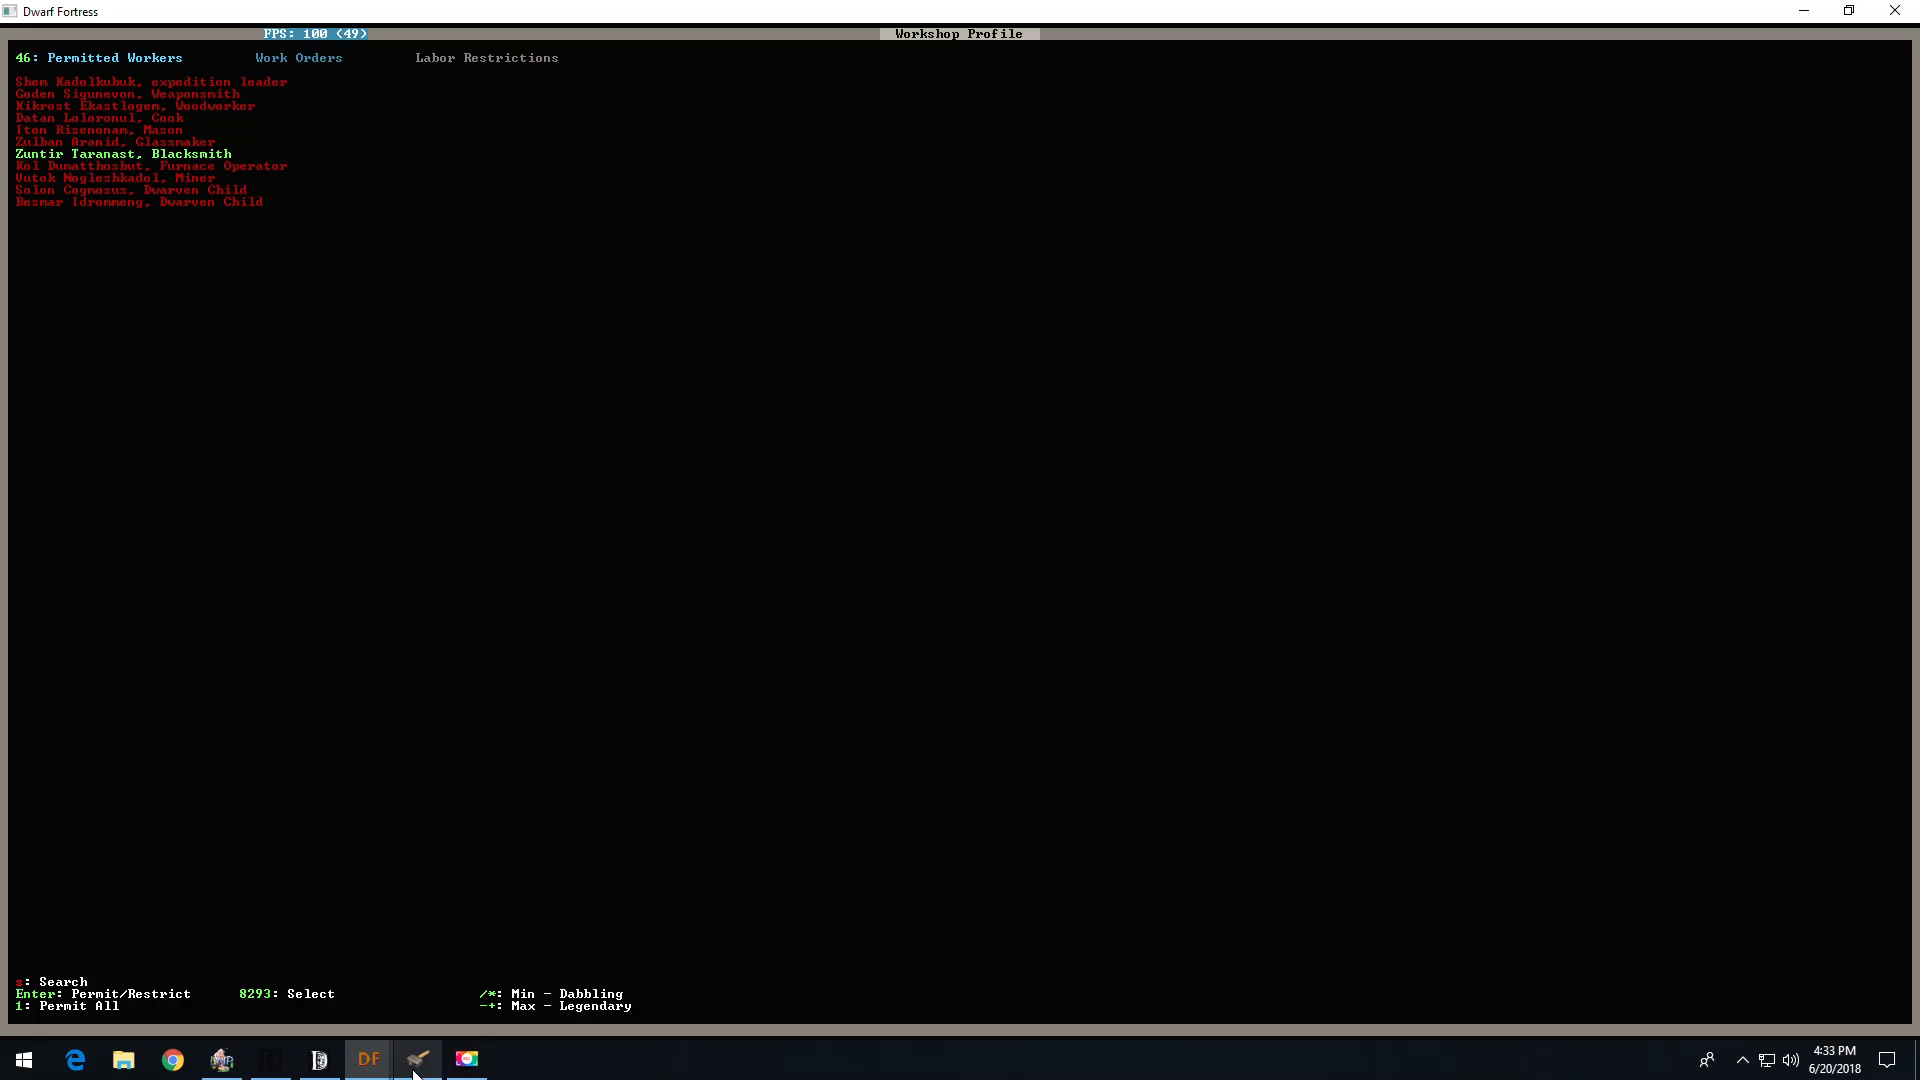 Dwarf Fortress
FPS: 100 (49)
Workshop Profile
46: Permitted Workers Work Orders Labor Restrictions
Shem Kadolkubuk, expedition leader
Goden Sigunevon, Weaponsmith
Kikrost Ekastlogem, Woodworker
Datan Loloronul, Cook
Iton Risenonam, Mason
Zulban Aranid, Glassmaker
Zuntir Taranast, Blacksmith
Kol Dumatthoshut, Furnace Operator
Vutok Nogleshkadol, Miner
Solon Cogmosus, Dwarven Child
Besmar Idrommeng, Dwarven Child
s: Search
Enter: Permit/Restrict 8293: Select /*: Min - Dabbling
1: Permit All -+: Max - Legendary
DF
4:33 PM
6/20/2018